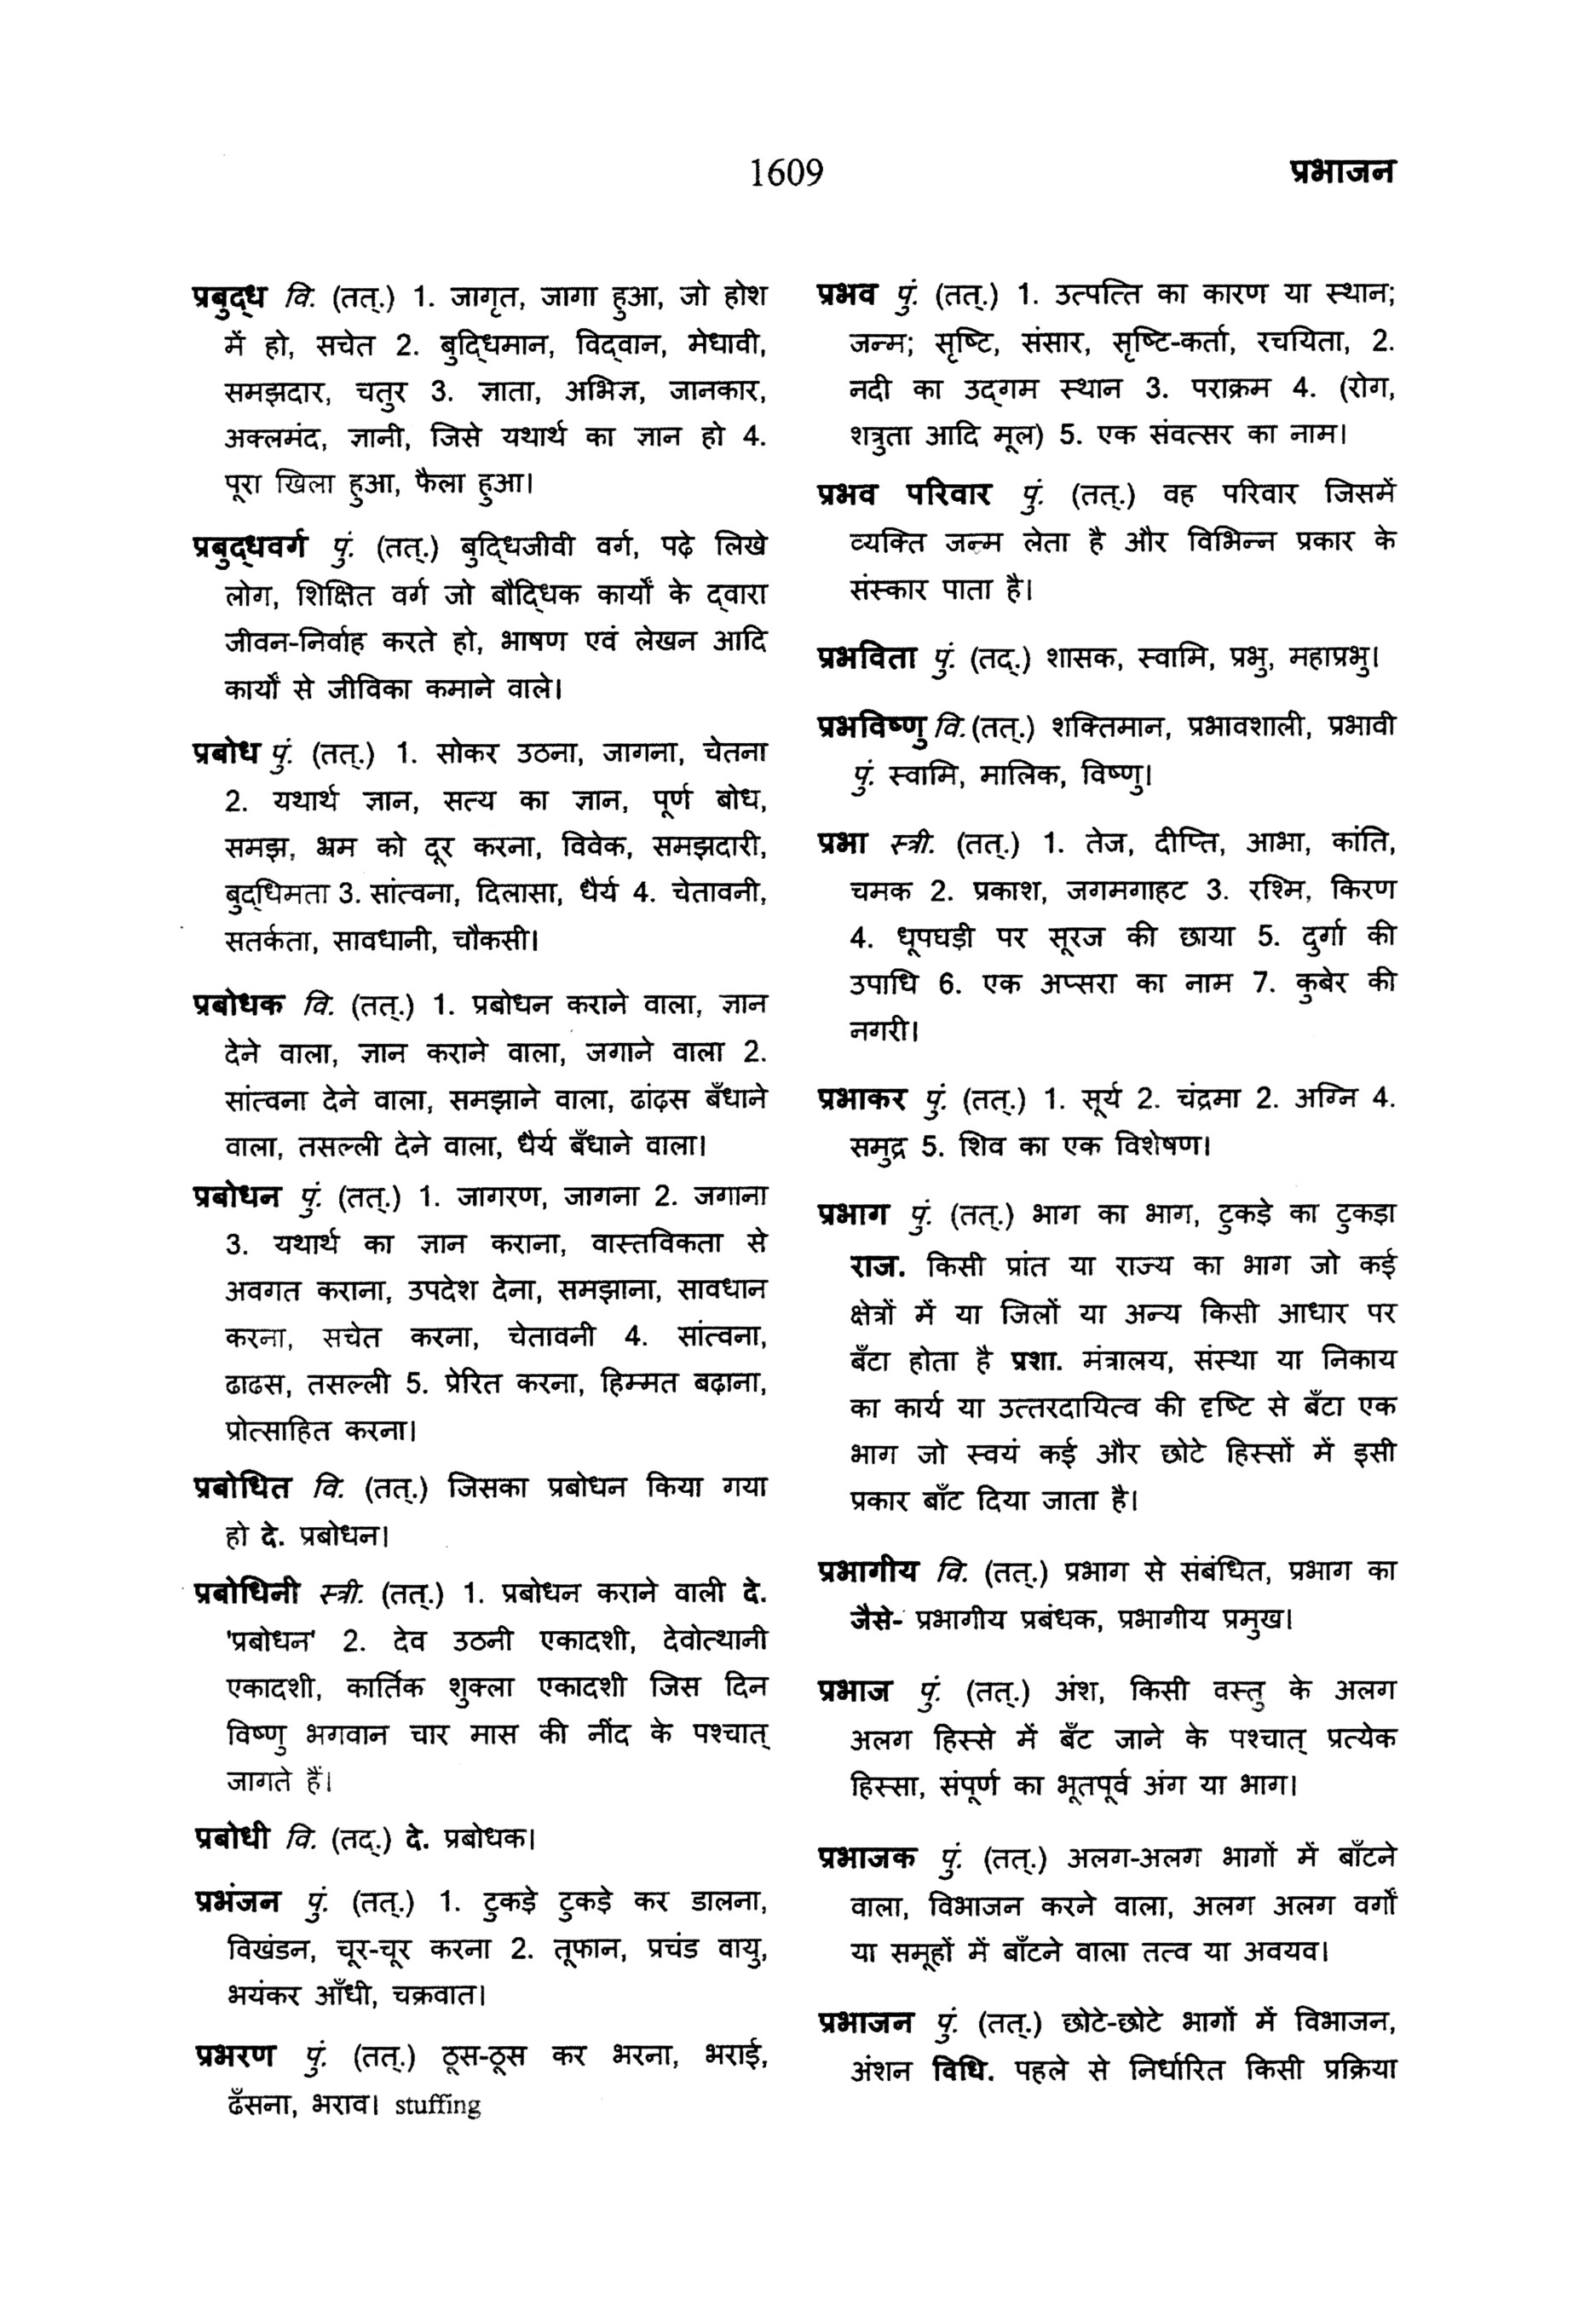 1609
प्रभाजन
प्रबुद्ध वि. (तत्.) 1. जागृत, जागा हुआ, जो होश
में हो, सचेत 2. बुद्धिमान, विद्वान, मेधावी,
समझदार, चतुर 3. ज्ञाता, अभिज्ञ, जानकार,
अक्लमंद, ज्ञानी, जिसे यथार्थ का ज्ञान हो 4.
पूरा खिला हुआ, फैला हुआ।
प्रबुद्धवर्ग पुं. (तत्.) बुद्धिजीवी वर्ग, पढ़े लिखे
लोग, शिक्षित वर्ग जो बौद्धिक कार्यों के द्वारा
जीवन-निर्वाह करते हो, भाषण एवं लेखन आदि
कार्यों से जीविका कमाने वाले।
प्रबोध पुं. (तत्.) 1. सोकर उठना, जागना, चेतना
2. यथार्थ ज्ञान, सत्य का ज्ञान, पूर्ण बोध,
समझ, भ्रम को दूर करना, विवेक, समझदारी,
बुद्धिमता 3. सांत्वना, दिलासा, धैर्य 4. चेतावनी,
सतर्कता, सावधानी, चौकसी।
प्रबोधक वि. (तत्.) 1. प्रबोधन कराने वाला, ज्ञान
देने वाला, ज्ञान कराने वाला, जगाने वाला 2.
सांत्वना देने वाला, समझाने वाला, ढांढ़स बँधाने
वाला, तसल्ली देने वाला, धैर्य बँधाने वाला।
प्रबोधन पुं. (तत्.) 1. जागरण, जागना 2. जगाना
3. यथार्थ का ज्ञान कराना, वास्तविकता से
अवगत कराना, उपदेश देना, समझाना, सावधान
करना, सचेत करना, चेतावनी 4. सांत्वना,
ढाढस, तसल्ली 5. प्रेरित करना, हिम्मत बढ़ाना,
प्रोत्साहित करना।
प्रबोधित वि. (तत्.) जिसका प्रबोधन किया गया
हो दे. प्रबोधन।
प्रबोधिनी स्त्री. (तत्.) 1. प्रबोधन कराने वाली दे.
'प्रबोधन' 2. देव उठनी एकादशी, देवोत्थानी
एकादशी, कार्तिक शुक्ला एकादशी जिस दिन
विष्णु भगवान चार मास की नींद के पश्चात्
जागते हैं।
प्रबोधी वि. (तद्.) दे. प्रबोधक।
प्रभंजन पुं. (तत्.) 1. टुकड़े टुकड़े कर डालना,
विखंडन, चूर-चूर करना 2. तूफान, प्रचंड वायु,
भयंकर आँधी, चक्रवात।
प्रभरण पुं. (तत्.) ठूस-ठूस कर भरना, भराई,
ढँसना, भराव। stuffing
प्रभव पुं. (तत्.) 1. उत्पत्ति का कारण या स्थान;
जन्म; सृष्टि, संसार, सृष्टि-कर्ता, रचयिता, 2.
नदी का उद्गम स्थान 3. पराक्रम 4. (रोग,
शत्रुता आदि मूल) 5. एक संवत्सर का नाम।
प्रभव परिवार पुं. (तत्.) वह परिवार जिसमें
व्यक्ति जन्म लेता है और विभिन्न प्रकार के
संस्कार पाता है।
प्रभविता पुं. (तद्.) शासक, स्वामि, प्रभु, महाप्रभु।
प्रभविष्णु वि. (तत्.) शक्तिमान, प्रभावशाली, प्रभावी
पुं. स्वामि, मालिक, विष्णु।
प्रभा स्त्री. (तत्.) 1. तेज, दीप्ति, आभा, कांति,
चमक 2. प्रकाश, जगमगाहट 3. रश्मि, किरण
4. धूपघड़ी पर सूरज की छाया 5. दुर्गा की
उपाधि 6. एक अप्सरा का नाम 7. कुबेर की
नगरी।
प्रभाकर पुं. (तत्.) 1. सूर्य 2. चंद्रमा 2. अग्नि 4.
समुद्र 5. शिव का एक विशेषण।
प्रभाग पुं. (तत्.) भाग का भाग, टुकड़े का टुकड़ा
राज. किसी प्रांत या राज्य का भाग जो कई
क्षेत्रों में या जिलों या अन्य किसी आधार पर
बँटा होता है प्रशा. मंत्रालय, संस्था या निकाय
का कार्य या उत्तरदायित्व की दृष्टि से बँटा एक
भाग जो स्वयं कई और छोटे हिस्सों में इसी
प्रकार बाँट दिया जाता है।
प्रभागीय वि. (तत्.) प्रभाग से संबंधित, प्रभाग का
जैसे- प्रभागीय प्रबंधक, प्रभागीय प्रमुख।
प्रभाज पुं. (तत्.) अंश, किसी वस्तु के अलग
अलग हिस्से में बँट जाने के पश्चात् प्रत्येक
हिस्सा, संपूर्ण का भूतपूर्व अंग या भाग।
प्रभाजक पुं. (तत्.) अलग-अलग भागों में बाँटने
वाला, विभाजन करने वाला, अलग अलग वर्गों
या समूहों में बाँटने वाला तत्व या अवयव।
प्रभाजन पुं. (तत्.) छोटे-छोटे भागों में विभाजन,
अंशन विधि. पहले से निर्धारित किसी प्रक्रिया